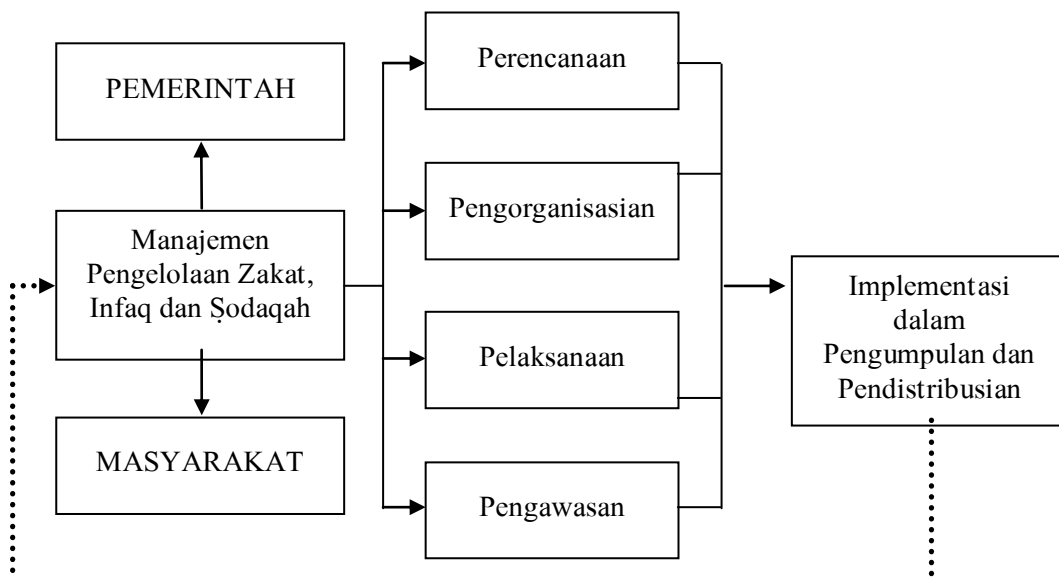 PEMERINTAH
Manajemen
Pengelolaan Zakat,
Infaq dan Ṣodaqah
MASYARAKAT
Perencanaan
Pengorganisasian
Pelaksanaan
Pengawasan
Implementasi
dalam
Pengumpulan dan
Pendistribusian